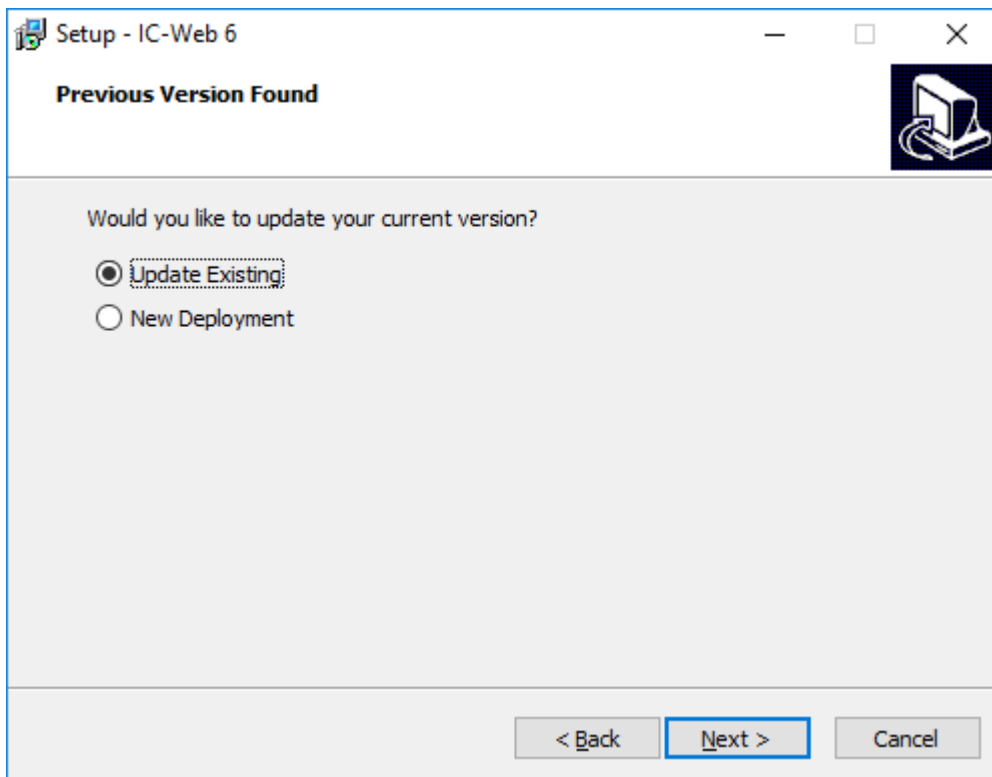 Setup - IC-Web 6
Previous Version Found
Would you like to update your current version?
Update Existing
New Deployment
< Back
Next >
Cancel